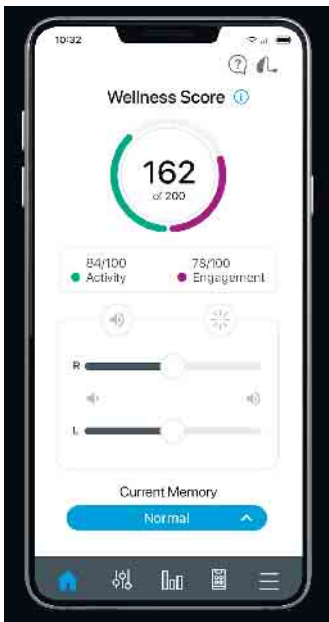 10:32
Wellness Score
162
of 200
84/100
Activity
78/100
Engagement
R
L
Current Memory
Normal